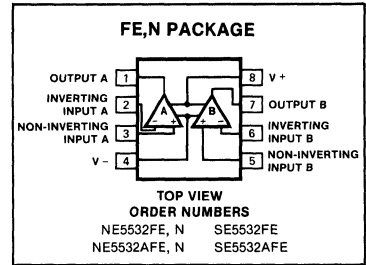 FE,N PACKAGE
OUTPUT A 1
8 V +
INVERTING INPUT A 2
7 OUTPUT B
NON-INVERTING INPUT A 3
6 INVERTING INPUT B
V – 4
5 NON-INVERTING INPUT B
A
B
– +
+ –
TOP VIEW
ORDER NUMBERS
NE5532FE, N SE5532FE
NE5532AFE, N SE5532AFE